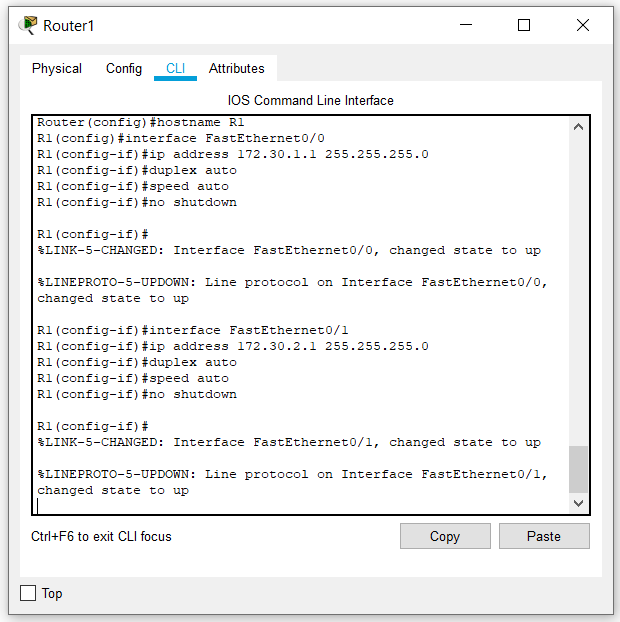 Router1
Physical Config CLI Attributes
IOS Command Line Interface
Router(config)#hostname R1
R1(config)#interface FastEthernet0/0
R1(config-if)#ip address 172.30.1.1 255.255.255.0
R1(config-if)#duplex auto
R1(config-if)#speed auto
R1(config-if)#no shutdown
R1(config-if)#
%LINK-5-CHANGED: Interface FastEthernet0/0, changed state to up
%LINEPROTO-5-UPDOWN: Line protocol on Interface FastEthernet0/0,
changed state to up
R1(config-if)#interface FastEthernet0/1
R1(config-if)#ip address 172.30.2.1 255.255.255.0
R1(config-if)#duplex auto
R1(config-if)#speed auto
R1(config-if)#no shutdown
R1(config-if)#
%LINK-5-CHANGED: Interface FastEthernet0/1, changed state to up
%LINEPROTO-5-UPDOWN: Line protocol on Interface FastEthernet0/1,
changed state to up
Ctrl+F6 to exit CLI focus
Copy Paste
Top